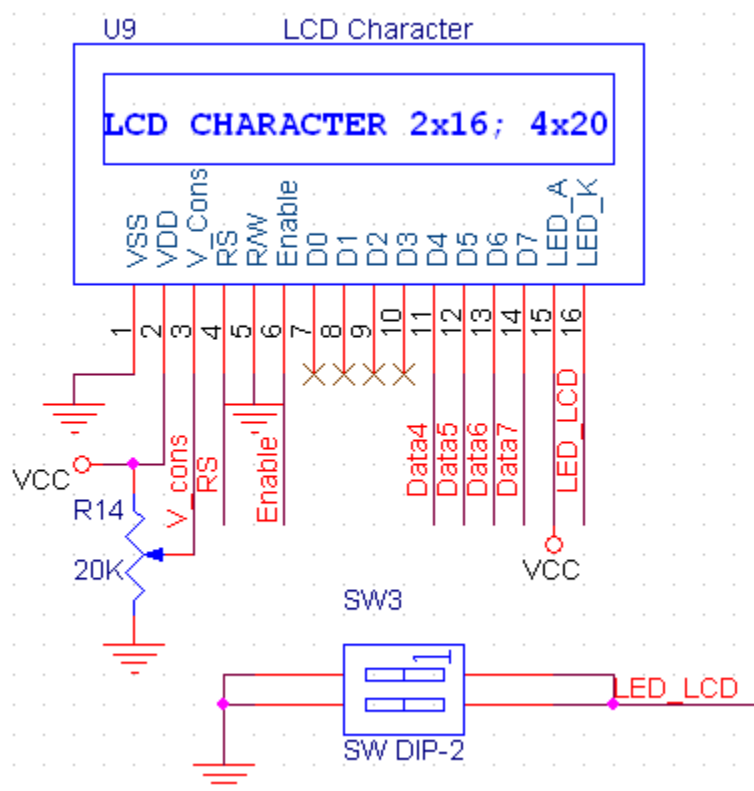 U9 LCD Character
LCD CHARACTER 2x16; 4x20
VSS
VDD
V_Cons
RS
R/W
Enable
D0
D1
D2
D3
D4
D5
D6
D7
LED_A
LED_K
1
2
3
4
5
6
7
8
9
10
11
12
13
14
15
16
V_cons
RS
Enable
Data4
Data5
Data6
Data7
LED_LCD
VCC
R14
20K
VCC
SW3
1
LED_LCD
SW DIP-2